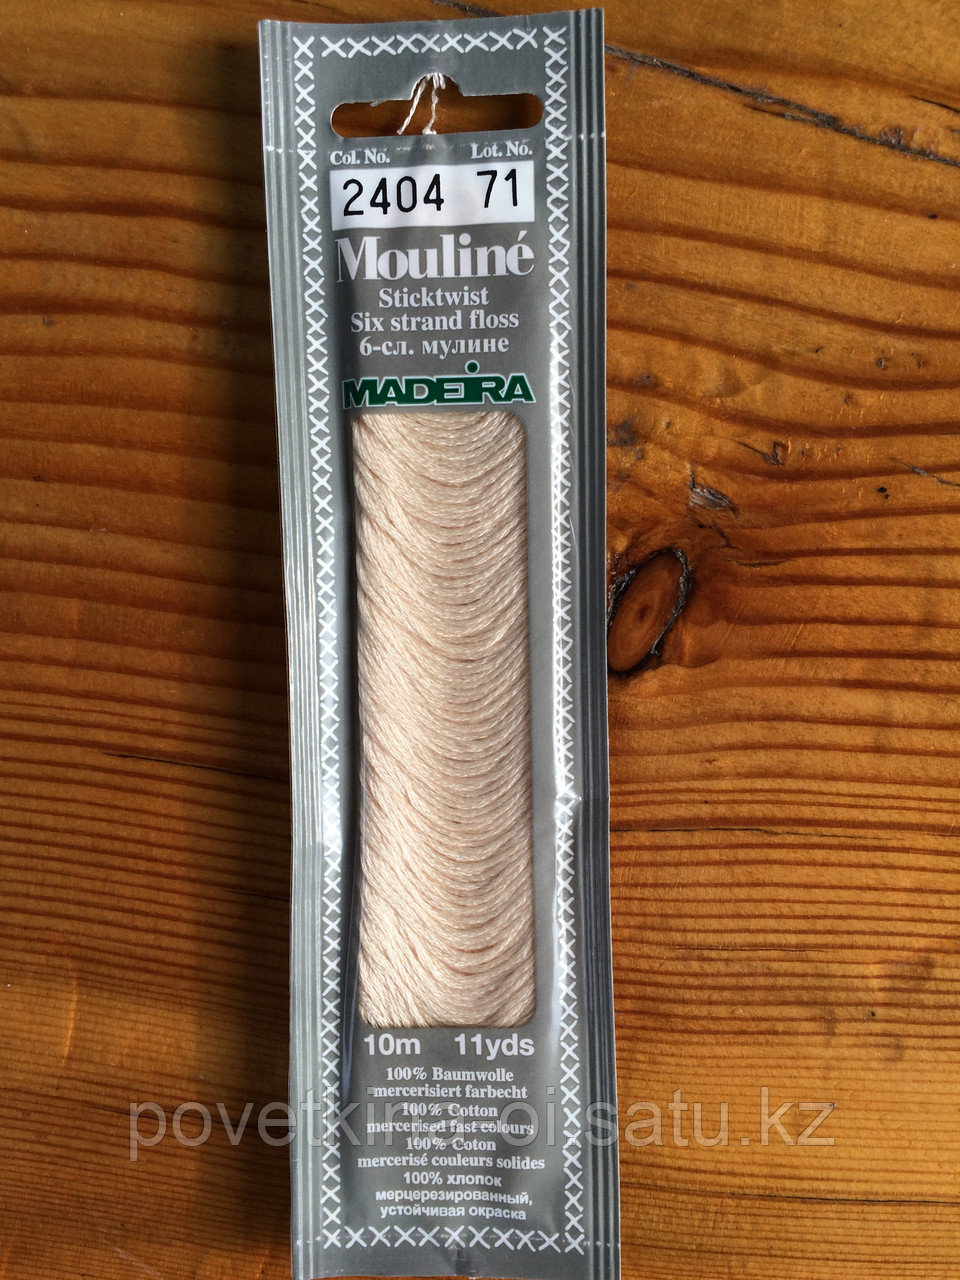 Col. No. Lot. No.
2404 71
Mouliné
Sticktwist
Six strand floss
6-сл. мулине
MADEIRA
10m 11yds
100% Baumwolle
mercerisiert farbecht
100% Cotton
mercerised fast colours
100% Coton
mercerisé couleurs solides
100% хлопок
мерцерезированный,
устойчивая окраска
povetkina-oi.satu.kz